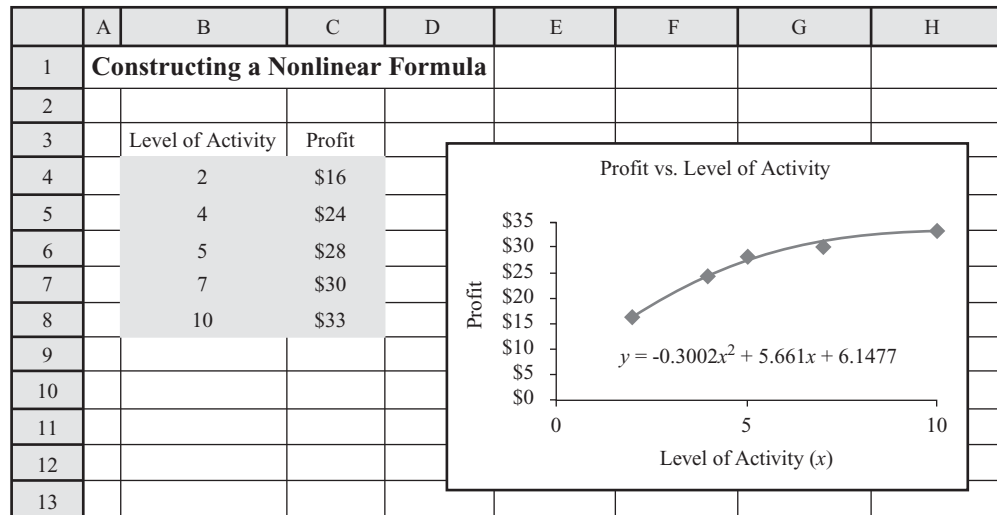 A B C D E F G H
1 Constructing a Nonlinear Formula
2
3 Level of Activity Profit
4 2 $16
5 4 $24
6 5 $28
7 7 $30
8 10 $33
9
10
11
12
13
Profit vs. Level of Activity
$35
$30
$25
$20
$15
$10
$5
$0
Profit
y = -0.3002x² + 5.661x + 6.1477
0 5 10
Level of Activity (x)